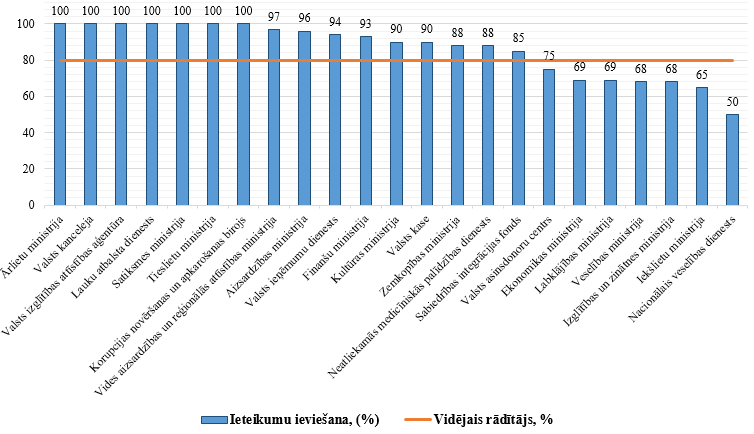 100 100 100 100 100 100 100 97 96 94 93 90 90 88 88 85 75 69 69 68 68 65 50
100
80
60
40
20
0
Ārlietu ministrija
Valsts kanceleja
Valsts izglītības attīstības aģentūra
Lauku atbalsta dienests
Satiksmes ministrija
Tieslietu ministrija
Korupcijas novēršanas un apkarošanas birojs
Vides aizsardzības un reģionālās attīstības ministrija
Aizsardzības ministrija
Valsts ieņēmumu dienests
Finanšu ministrija
Kultūras ministrija
Valsts kase
Zemkopības ministrija
Neatliekamās medicīniskās palīdzības dienests
Sabiedrības integrācijas fonds
Valsts asinsdonoru centrs
Ekonomikas ministrija
Labklājības ministrija
Veselības ministrija
Izglītības un zinātnes ministrija
Iekšlietu ministrija
Nacionālais veselības dienests
Ieteikumu ieviešana, (%) Vidējais rādītājs, %